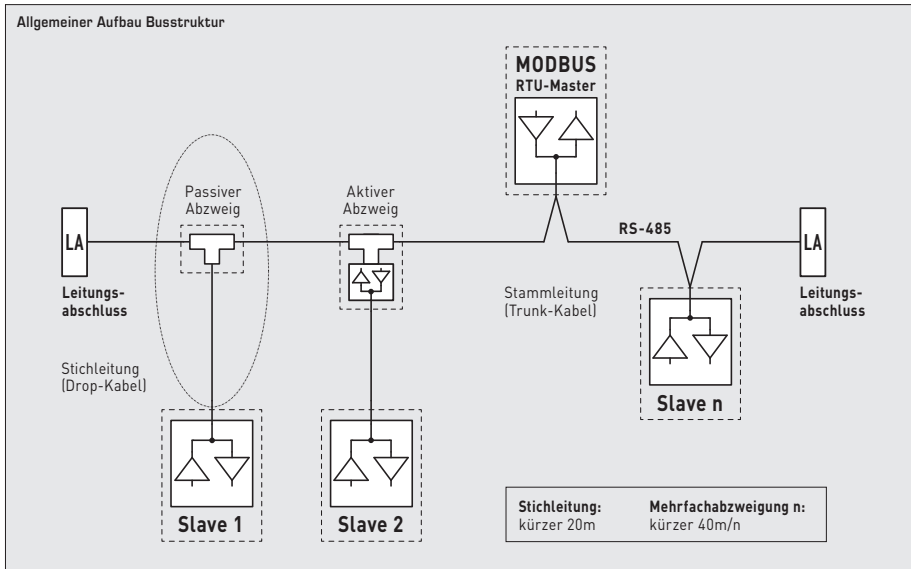 Allgemeiner Aufbau Busstruktur
MODBUS
RTU-Master
Passiver
Abzweig
Aktiver
Abzweig
LA
RS-485
LA
Leitungs-
abschluss
Stammleitung
(Trunk-Kabel)
Leitungs-
abschluss
Stichleitung
(Drop-Kabel)
Slave n
Slave 1
Slave 2
Stichleitung:
kürzer 20m
Mehrfachabzweigung n:
kürzer 40m/n